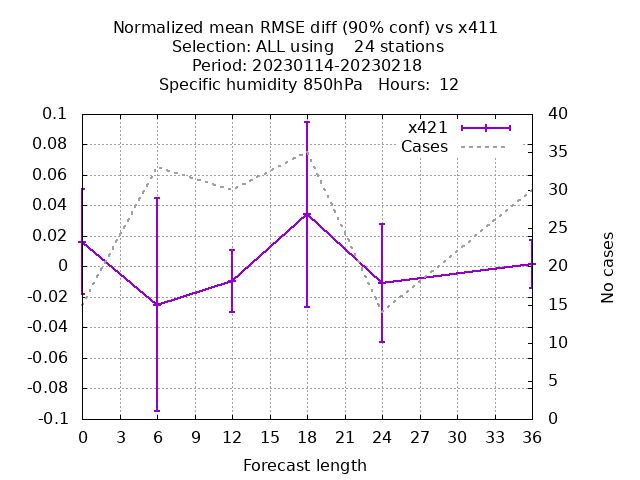 Normalized mean RMSE diff (90% conf) vs x411
Selection: ALL using    24 stations
Period: 20230114-20230218
Specific humidity 850hPa   Hours:  12
0.1
0.08
0.06
0.04
0.02
0
-0.02
-0.04
-0.06
-0.08
-0.1
40
35
30
25
20
15
10
5
0
x421
Cases
No cases
0 3 6 9 12 15 18 21 24 27 30 33 36
Forecast length